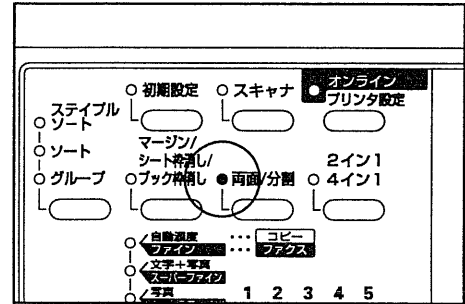 オンライン
初期設定 スキャナ プリンタ設定
ステイプル
ソート
マージン/
ソート シート枠消し/ 2イン1
グループ ブック枠消し 両面/分割 4イン1
自動濃度 コピー
ファイン ファクス
文字+写真
スーパーファイン
写真 1 2 3 4 5